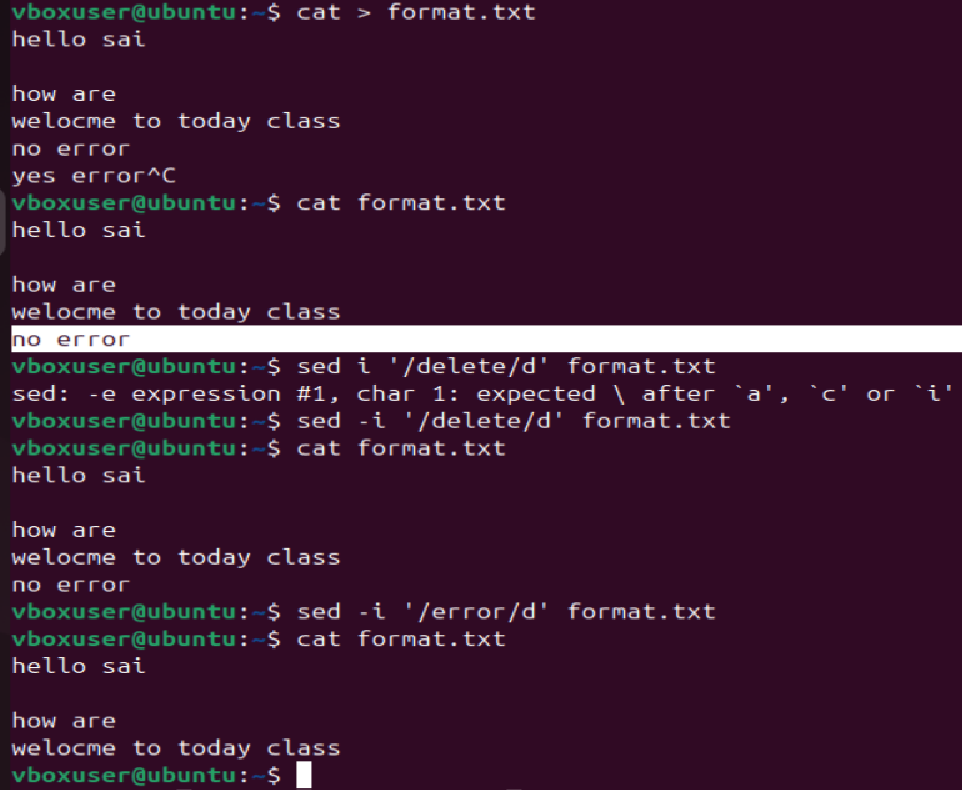 vboxuser@ubuntu:~$ cat > format.txt
hello sai

how are
welocme to today class
no error
yes error^C
vboxuser@ubuntu:~$ cat format.txt
hello sai

how are
welocme to today class
no error
vboxuser@ubuntu:~$ sed i '/delete/d' format.txt
sed: -e expression #1, char 1: expected \ after `a', `c' or `i'
vboxuser@ubuntu:~$ sed -i '/delete/d' format.txt
vboxuser@ubuntu:~$ cat format.txt
hello sai

how are
welocme to today class
no error
vboxuser@ubuntu:~$ sed -i '/error/d' format.txt
vboxuser@ubuntu:~$ cat format.txt
hello sai

how are
welocme to today class
vboxuser@ubuntu:~$